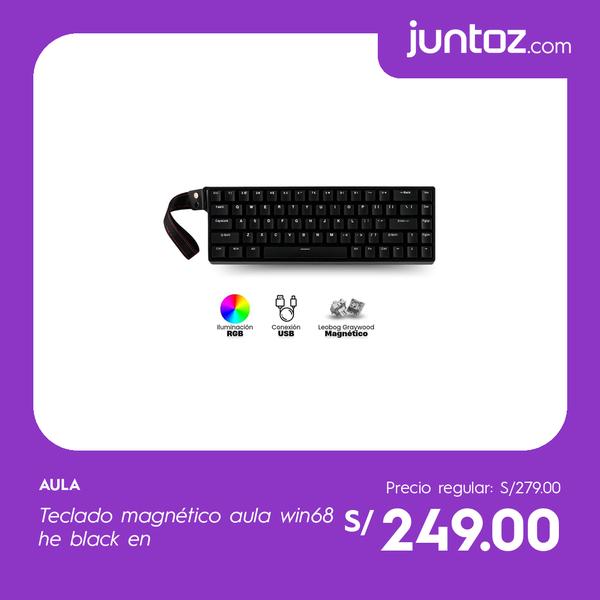 juntoz.com
Iluminación
RGB
Conexión
USB
Leobog Graywood
Magnético
AULA
Precio regular: S/279.00
Teclado magnético aula win68
he black en
S/ 249.00